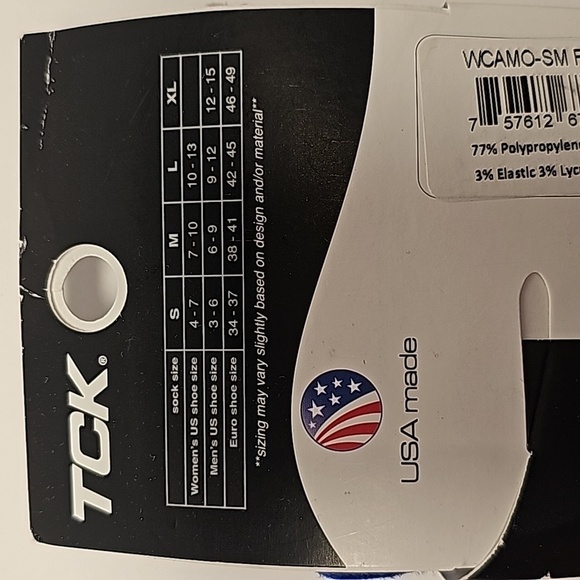 TCK®
sock size S M L XL
Women's US shoe size 4 - 7 7 - 10 10 - 13
Men's US shoe size 3 - 6 6 - 9 9 - 12 12 - 15
Euro shoe size 34 - 37 38 - 41 42 - 45 46 - 49
**sizing may vary slightly based on design and/or material**
USA made
WCAMO-SM
7 57612
77% Polypropylene
3% Elastic 3%